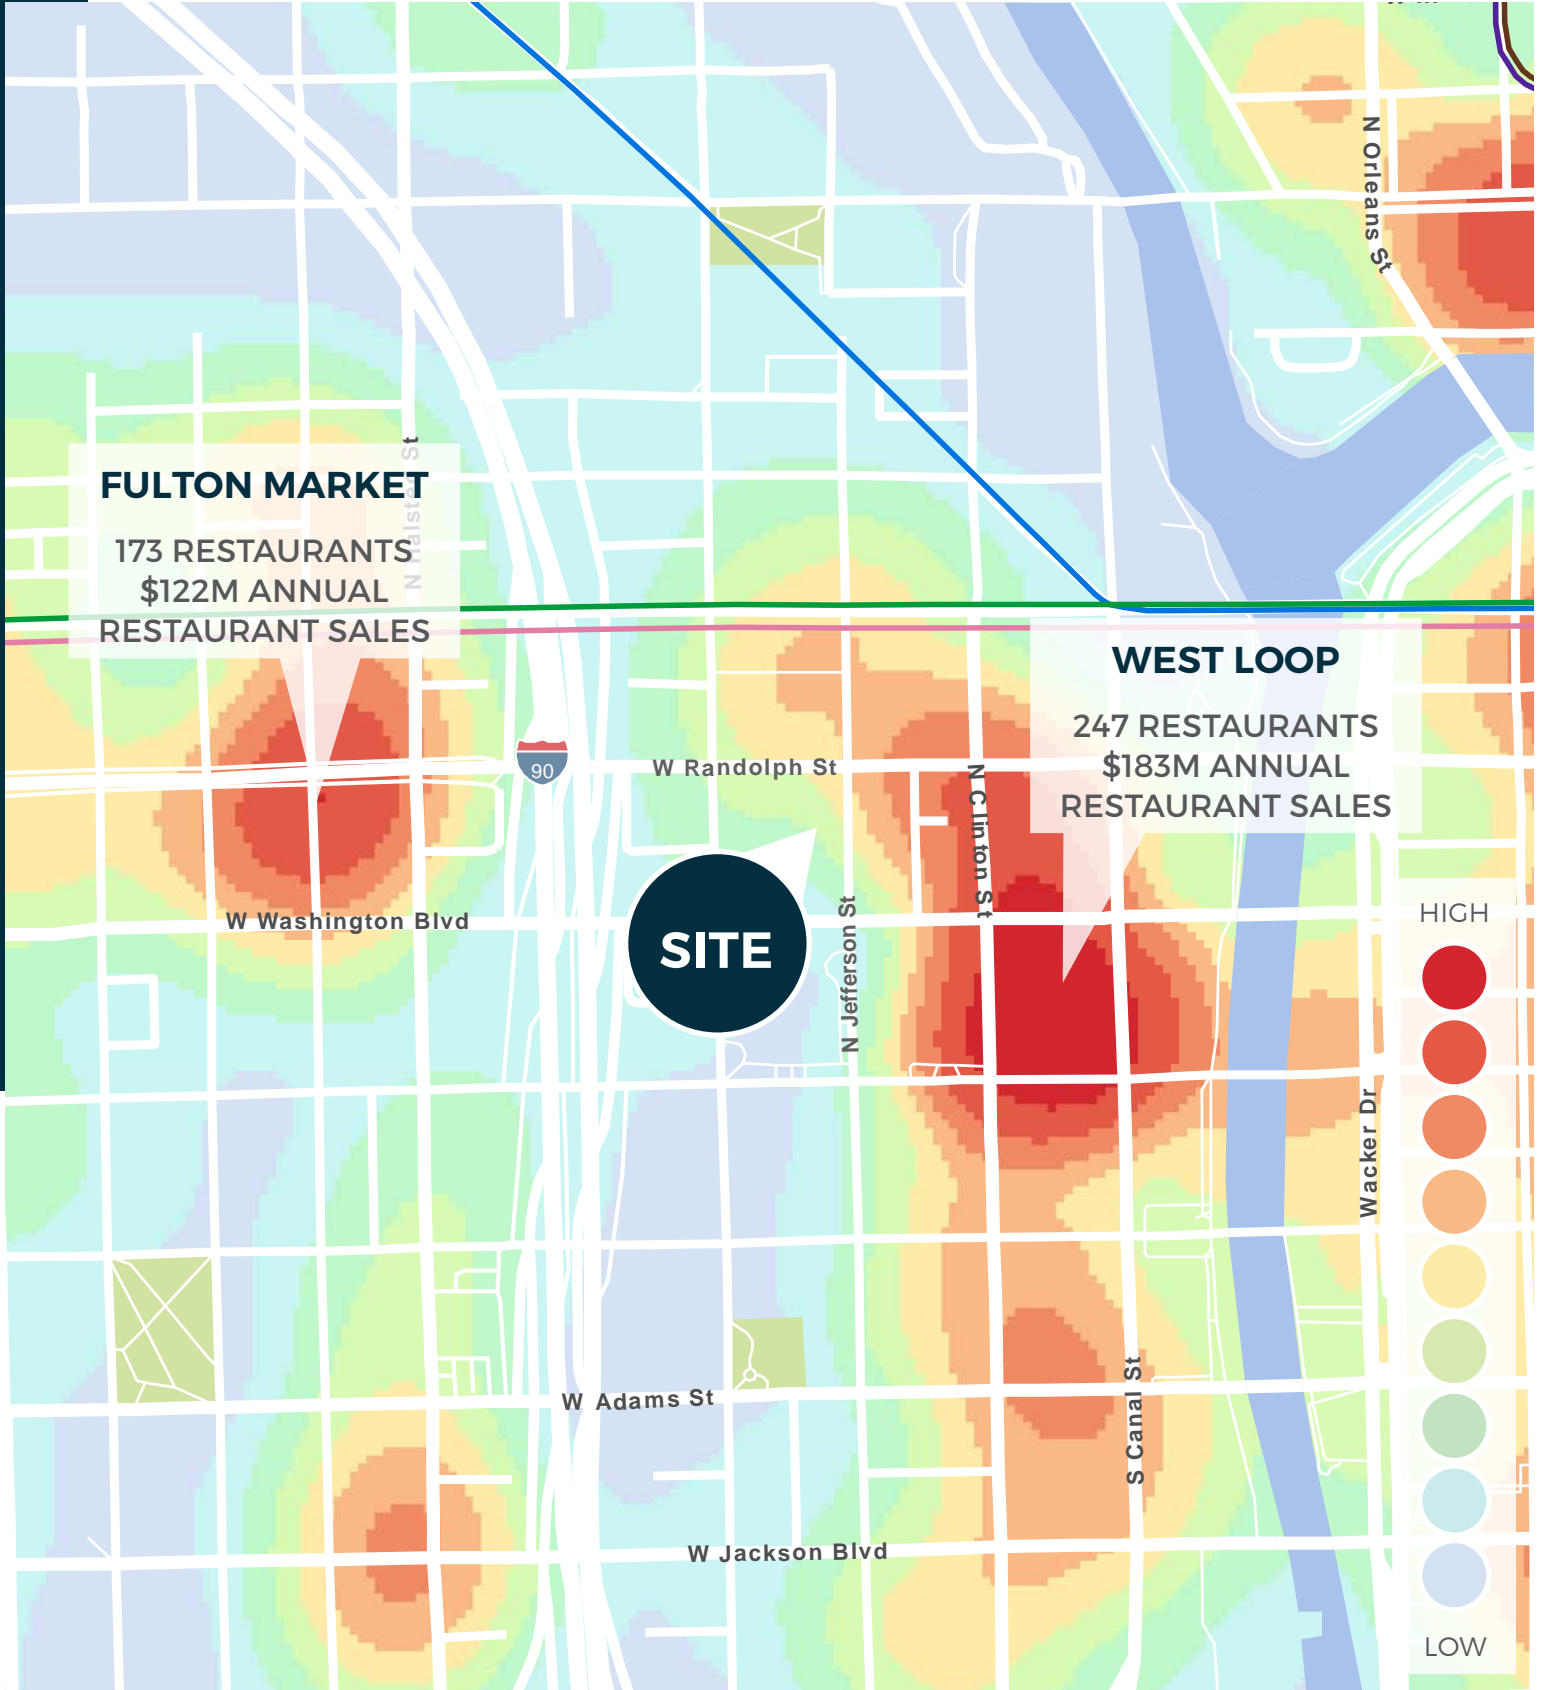 N Orleans St
N Halsted St
FULTON MARKET
173 RESTAURANTS
$122M ANNUAL
RESTAURANT SALES
WEST LOOP
247 RESTAURANTS
$183M ANNUAL
RESTAURANT SALES
90
W Randolph St
N Clinton St
W Washington Blvd
SITE
N Jefferson St
HIGH
Wacker Dr
W Adams St
S Canal St
W Jackson Blvd
LOW